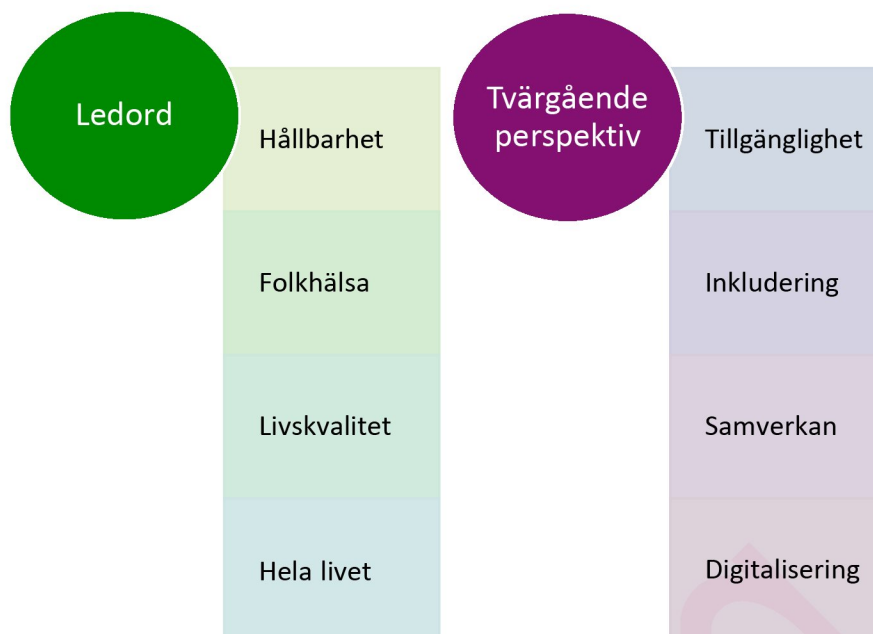 Ledord
Hållbarhet
Folkhälsa
Livskvalitet
Hela livet
Tvärgående
perspektiv
Tillgänglighet
Inkludering
Samverkan
Digitalisering